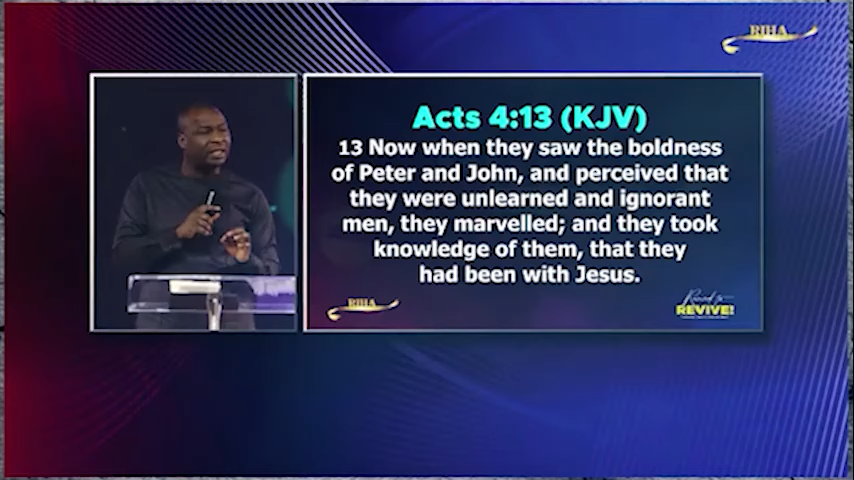 RIHA
Acts 4:13 (KJV)
13 Now when they saw the boldness
of Peter and John, and perceived that
they were unlearned and ignorant
men, they marvelled; and they took
knowledge of them, that they
had been with Jesus.
RIHA
REVIVE!